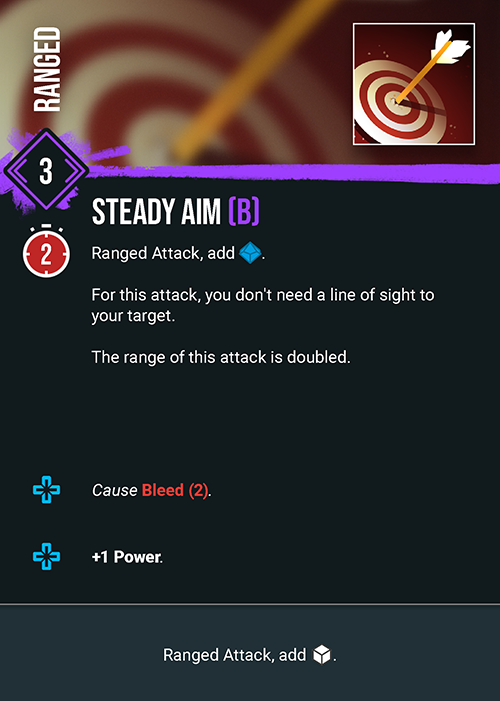 RANGED
3
STEADY AIM (B)
2
Ranged Attack, add .
For this attack, you don't need a line of sight to
your target.
The range of this attack is doubled.
Cause Bleed (2).
+1 Power.
Ranged Attack, add .